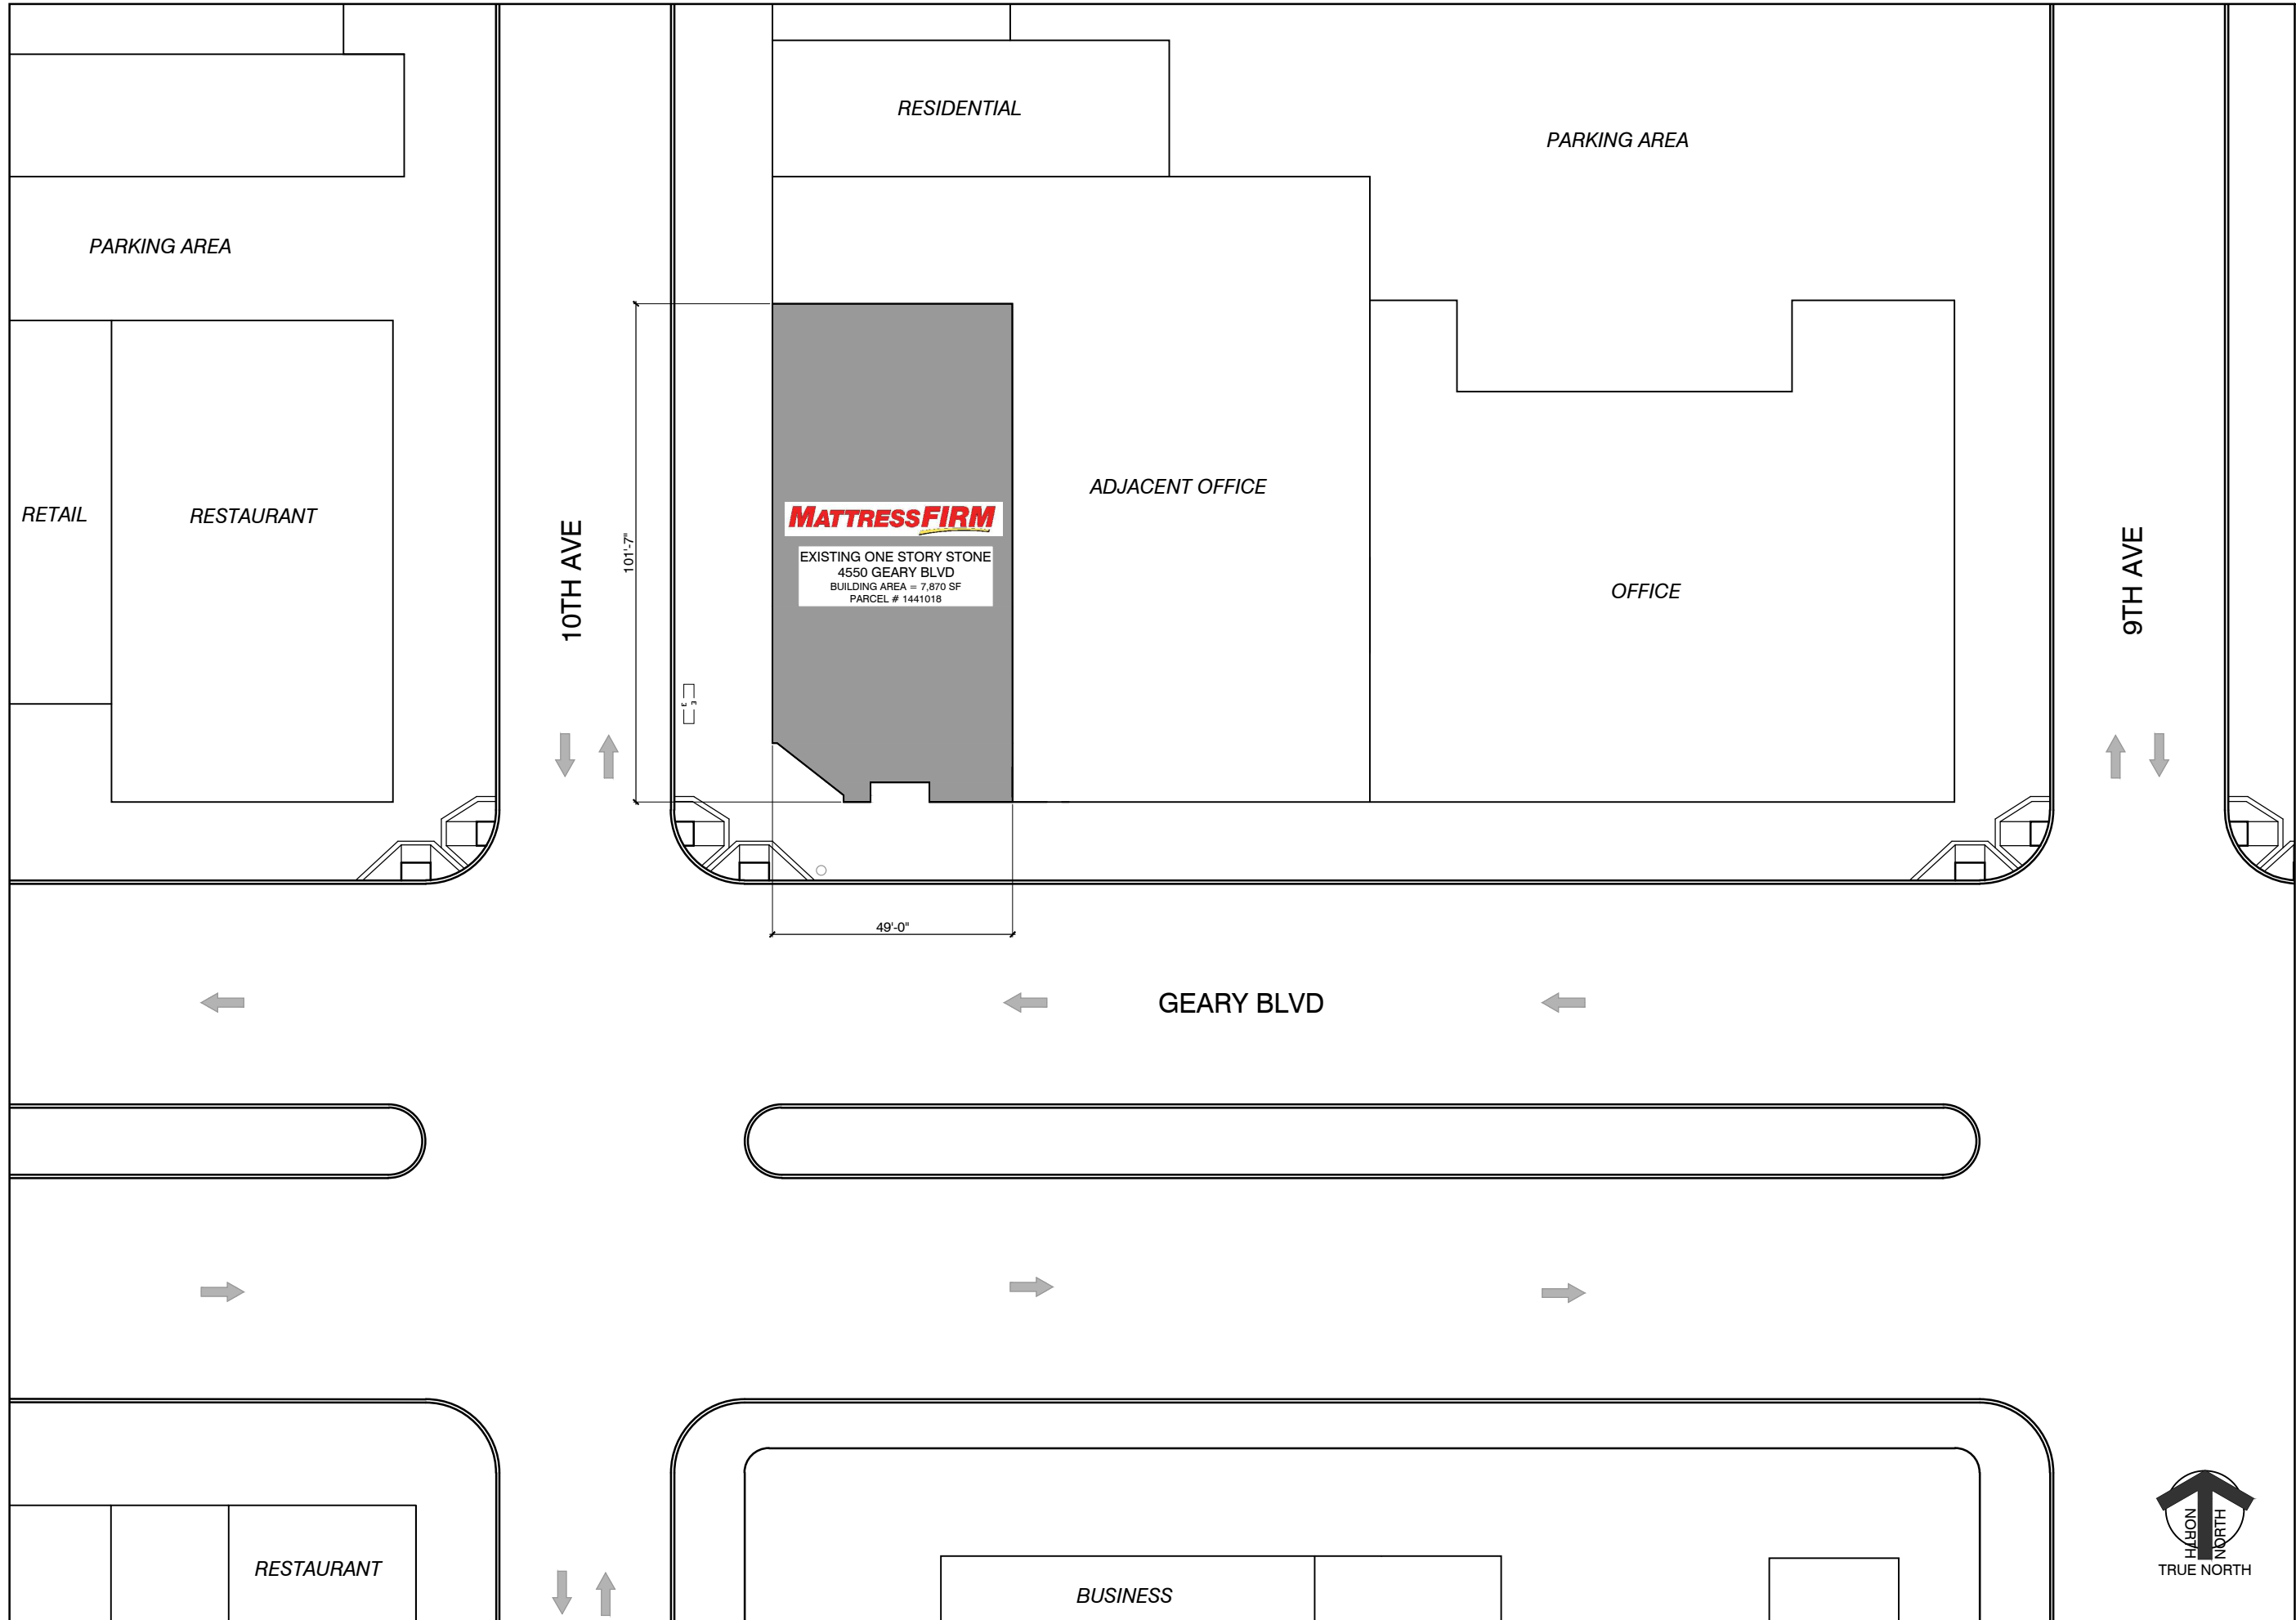 RESIDENTIAL
PARKING AREA
PARKING AREA
RETAIL
RESTAURANT
10TH AVE
101'-7"
MATTRESSFIRM
EXISTING ONE STORY STONE
4550 GEARY BLVD
BUILDING AREA = 7,870 SF
PARCEL # 1441018
ADJACENT OFFICE
OFFICE
9TH AVE
E
E
49'-0"
GEARY BLVD
RESTAURANT
BUSINESS
NORTH
NORTH
TRUE NORTH